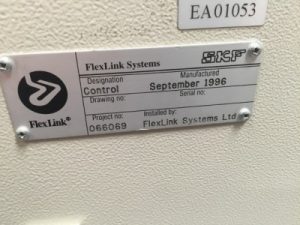 EA01053
FlexLink Systems SKF
Designation Manufactured
Control September 1996
Drawing no: Serial no:
Project no: Installed by:
066069 FlexLink Systems Ltd
FlexLink®